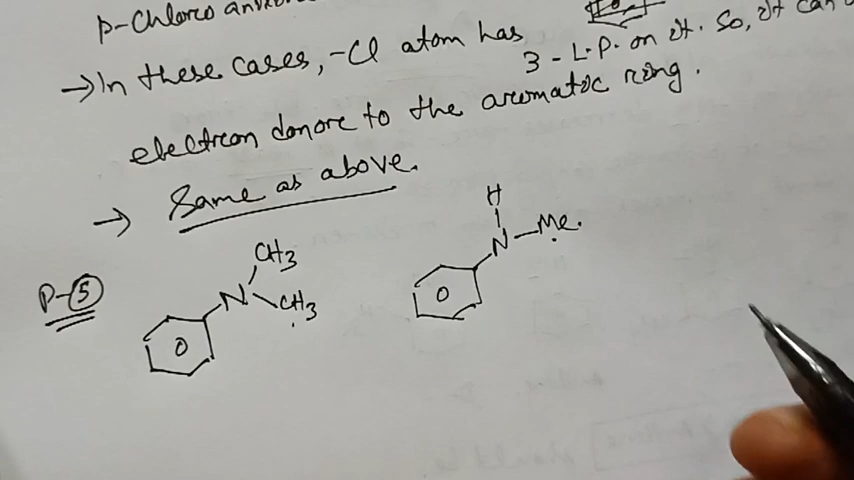 p-Chloro
→ In these cases, -Cl atom has
3-L.P. on it. So, it can
electron donore to the aromatic ring.
→ Same as above.
P-5
CH3
N
CH3
H
N-Me.